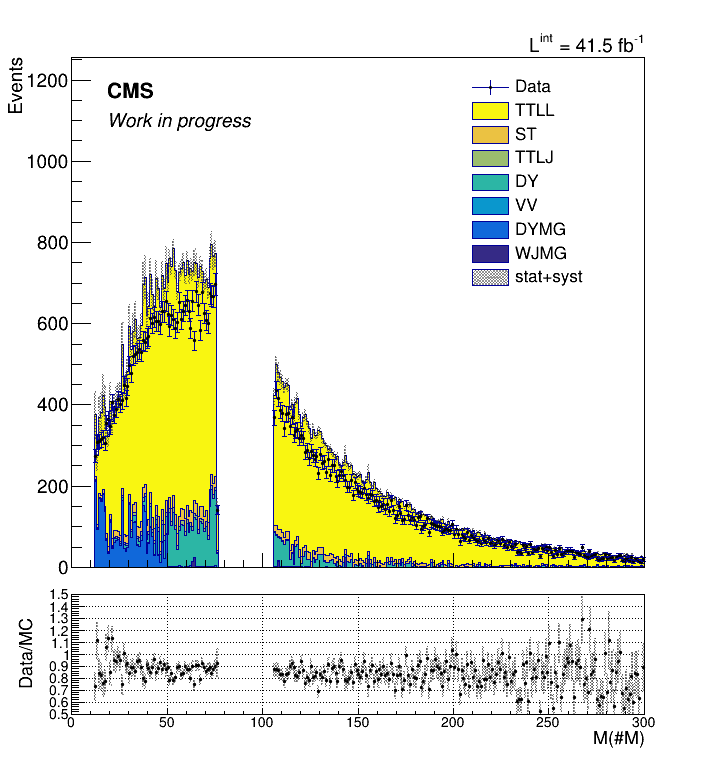 L^int = 41.5 fb^-1
Events
CMS
Work in progress
Data
TTLL
ST
TTLJ
DY
VV
DYMG
WJMG
stat+syst
1200
1000
800
600
400
200
0
Data/MC
1.5
1.4
1.3
1.2
1.1
1
0.9
0.8
0.7
0.6
0.5
0 50 100 150 200 250 300
M(#M)